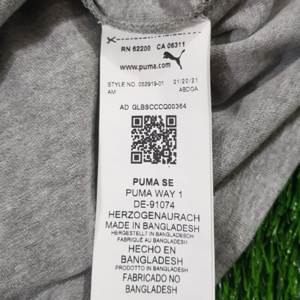 RN 62200 CA 06311
www.puma.com
STYLE NO. 052919-01 01/20/21
AM ABDGA
AD GLBSCCCQ00364
PUMA SE
PUMA WAY 1
DE-91074
HERZOGENAURACH
MADE IN BANGLADESH
HERGESTELLT IN BANGLADESCH
FABRIQUÉ AU BANGLADESH
HECHO EN
BANGLADESH
PRODOTTO IN BANGLADESH
FABRICADO NO
BANGLADESH